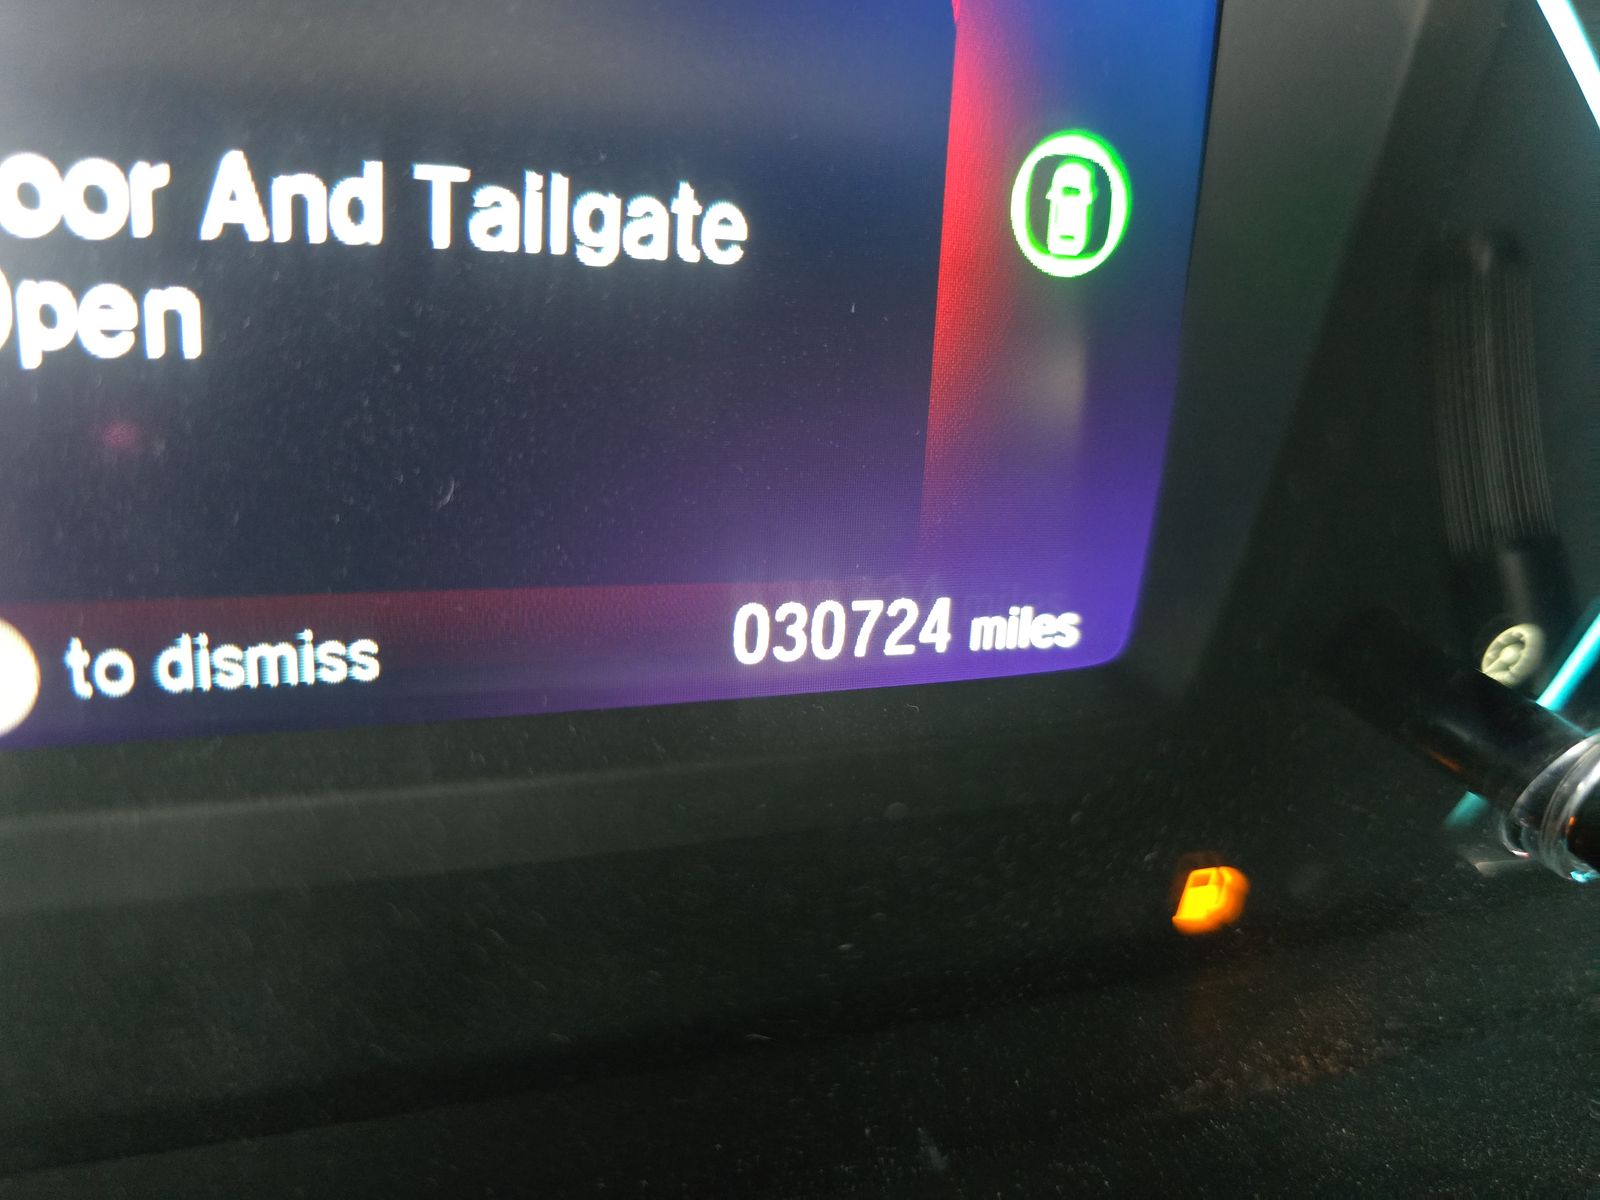 oor And Tailgate
Open
to dismiss
030724 miles